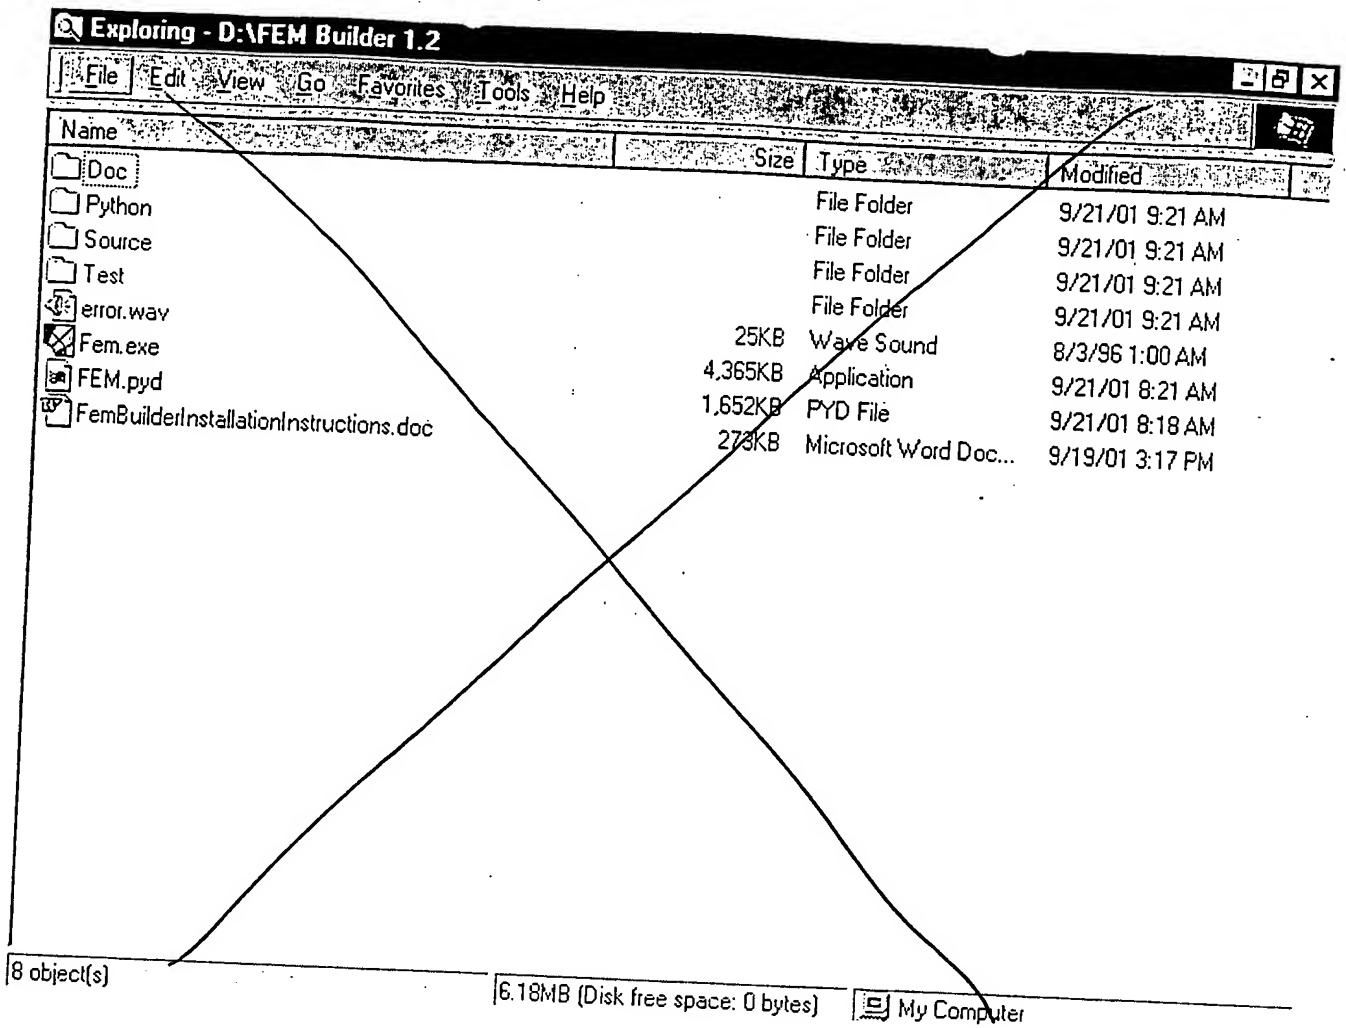 Exploring - D:\FEM Builder 1.2
File Edit View Go Favorites Tools Help
Name Size Type Modified
Doc File Folder 9/21/01 9:21 AM
Python File Folder 9/21/01 9:21 AM
Source File Folder 9/21/01 9:21 AM
Test File Folder 9/21/01 9:21 AM
error.wav 25KB Wave Sound 8/3/96 1:00 AM
Fem.exe 4,365KB Application 9/21/01 8:21 AM
FEM.pyd 1,652KB PYD File 9/21/01 8:18 AM
FemBuilderInstallationInstructions.doc 273KB Microsoft Word Doc... 9/19/01 3:17 PM
8 object(s) 6.18MB (Disk free space: 0 bytes) My Computer